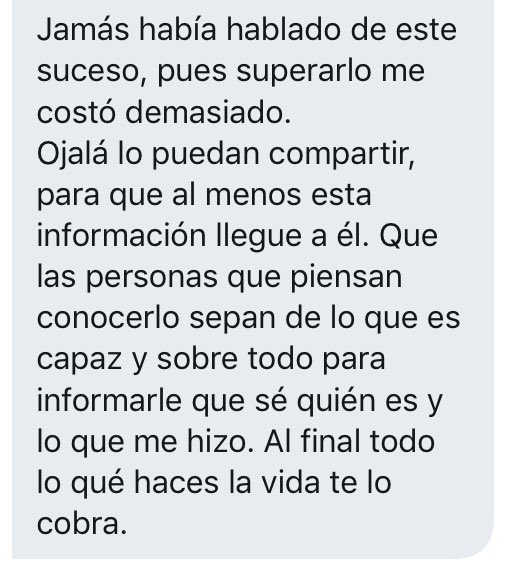 Jamás había hablado de este
suceso, pues superarlo me
costó demasiado.
Ojalá lo puedan compartir,
para que al menos esta
información llegue a él. Que
las personas que piensan
conocerlo sepan de lo que es
capaz y sobre todo para
informarle que sé quién es y
lo que me hizo. Al final todo
lo qué haces la vida te lo
cobra.